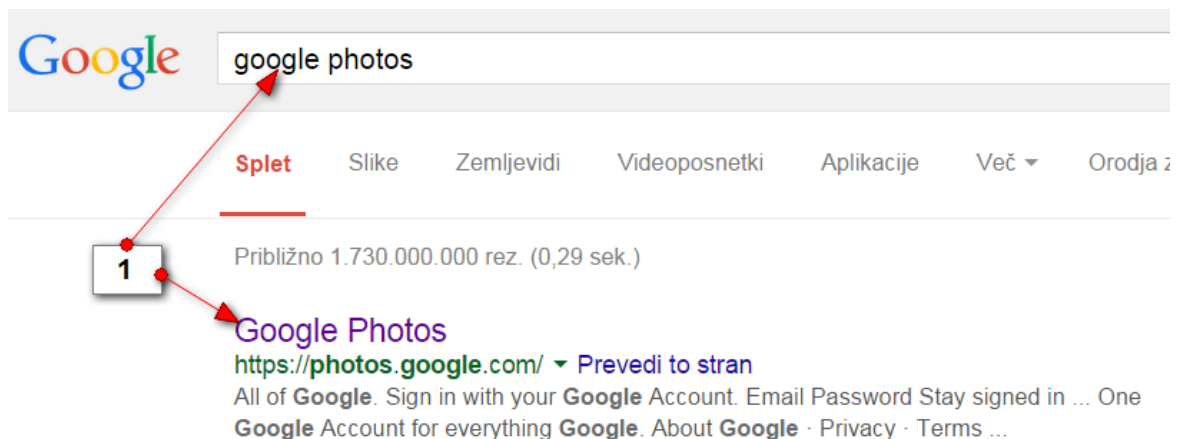 Google google photos
Splet Slike Zemljevidi Videoposnetki Aplikacije Več Orodja z
Približno 1.730.000.000 rez. (0,29 sek.)
1
Google Photos
https://photos.google.com/ Prevedi to stran
All of Google. Sign in with your Google Account. Email Password Stay signed in ... One
Google Account for everything Google. About Google · Privacy · Terms ...